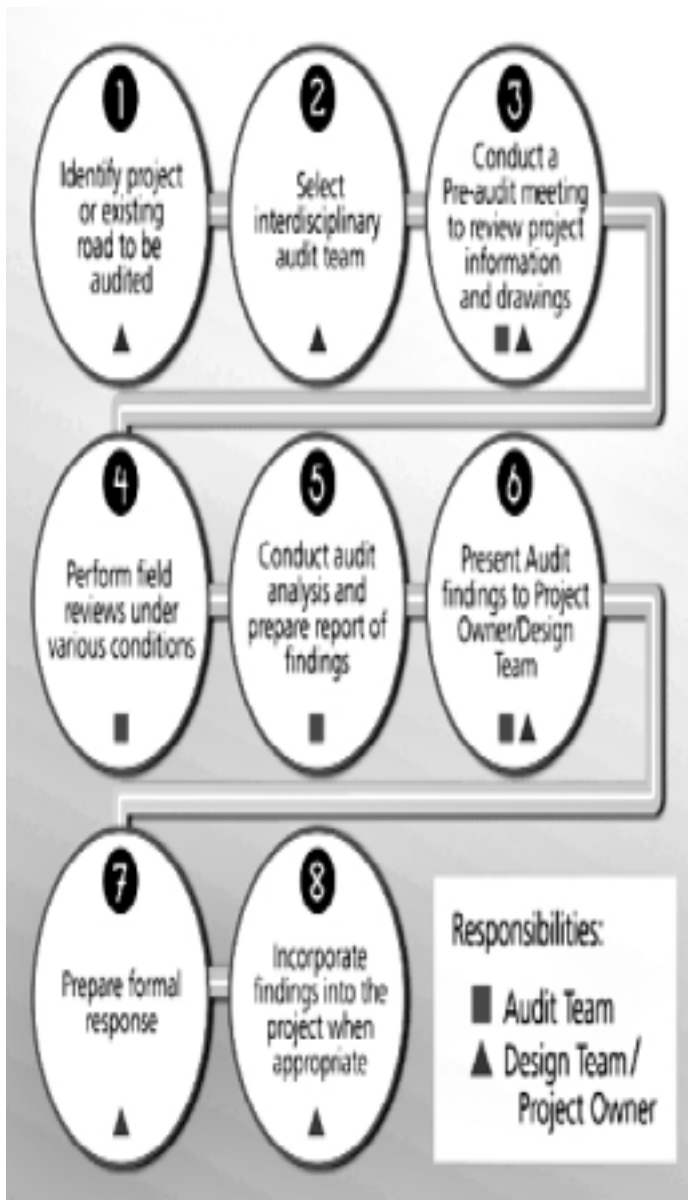 1
Identify project
or existing
road to be
audited
2
Select
interdisciplinary
audit team
3
Conduct a
Pre-audit meeting
to review project
information
and drawings
4
Perform field
reviews under
various conditions
5
Conduct audit
analysis and
prepare report of
findings
6
Present Audit
findings to Project
Owner/Design
Team
7
Prepare formal
response
8
Incorporate
findings into the
project when
appropriate
Responsibilities:
Audit Team
Design Team/
Project Owner